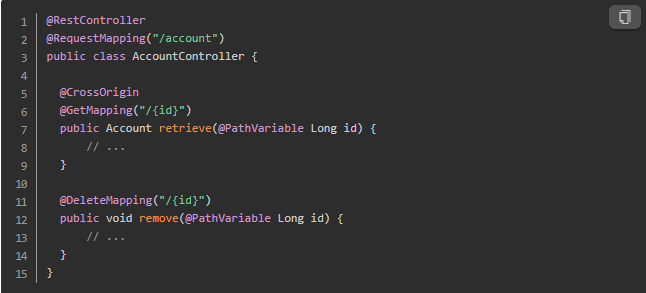 1 @RestController
2 @RequestMapping("/account")
3 public class AccountController {
4
5 @CrossOrigin
6 @GetMapping("/{id}")
7 public Account retrieve(@PathVariable Long id) {
8 // ...
9 }
10
11 @DeleteMapping("/{id}")
12 public void remove(@PathVariable Long id) {
13 // ...
14 }
15 }